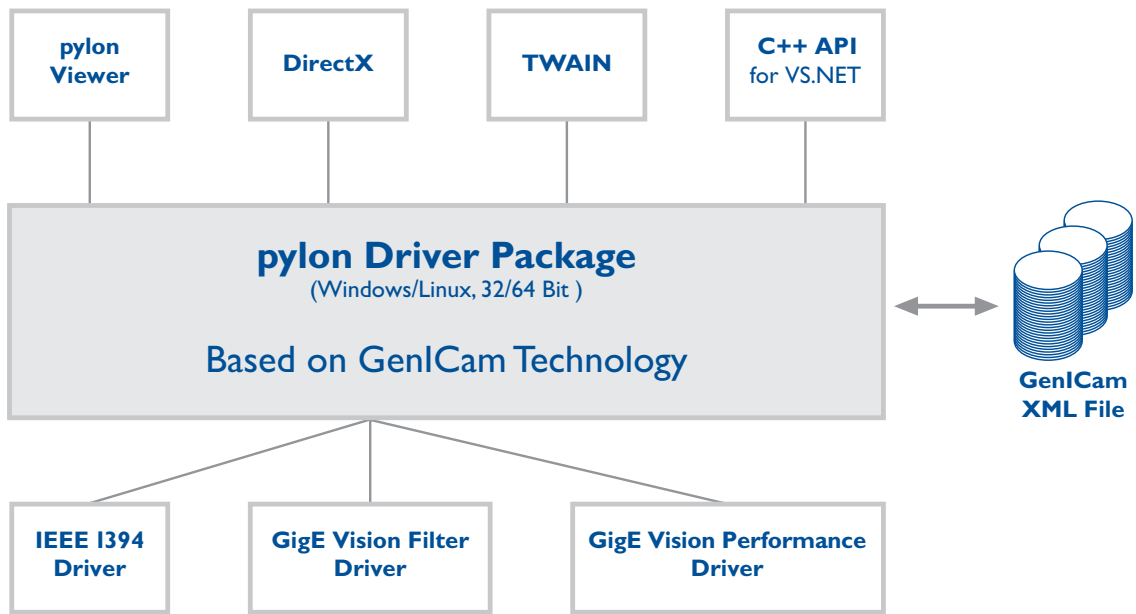 pylon
Viewer
DirectX
TWAIN
C++ API
for VS.NET
pylon Driver Package
(Windows/Linux, 32/64 Bit )
Based on GenICam Technology
GenICam
XML File
IEEE 1394
Driver
GigE Vision Filter
Driver
GigE Vision Performance
Driver